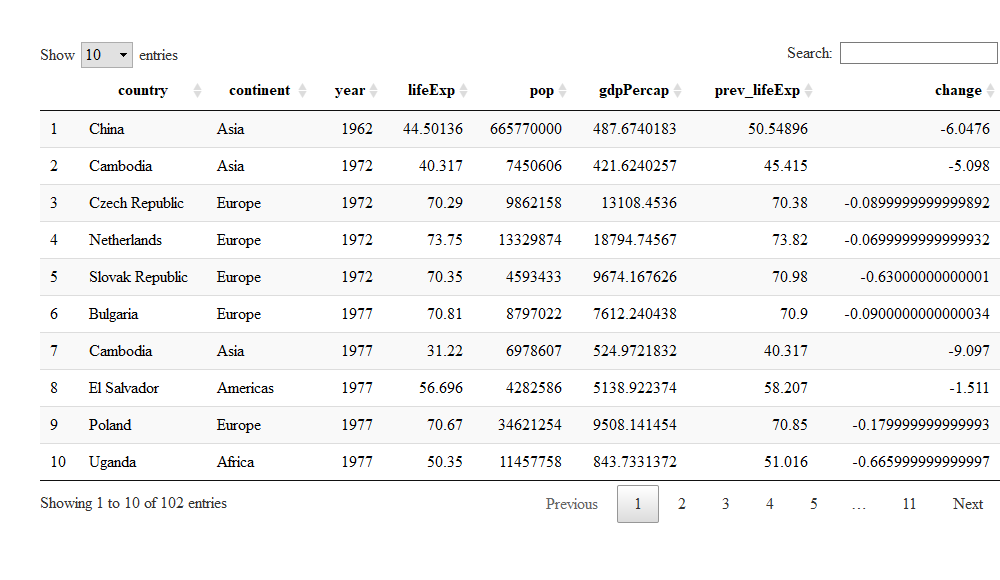 Show 10 entries Search:
country continent year lifeExp pop gdpPercap prev_lifeExp change
1 China Asia 1962 44.50136 665770000 487.6740183 50.54896 -6.0476
2 Cambodia Asia 1972 40.317 7450606 421.6240257 45.415 -5.098
3 Czech Republic Europe 1972 70.29 9862158 13108.4536 70.38 -0.0899999999999892
4 Netherlands Europe 1972 73.75 13329874 18794.74567 73.82 -0.0699999999999932
5 Slovak Republic Europe 1972 70.35 4593433 9674.167626 70.98 -0.63000000000001
6 Bulgaria Europe 1977 70.81 8797022 7612.240438 70.9 -0.0900000000000034
7 Cambodia Asia 1977 31.22 6978607 524.9721832 40.317 -9.097
8 El Salvador Americas 1977 56.696 4282586 5138.922374 58.207 -1.511
9 Poland Europe 1977 70.67 34621254 9508.141454 70.85 -0.179999999999993
10 Uganda Africa 1977 50.35 11457758 843.7331372 51.016 -0.665999999999997
Showing 1 to 10 of 102 entries Previous 1 2 3 4 5 … 11 Next